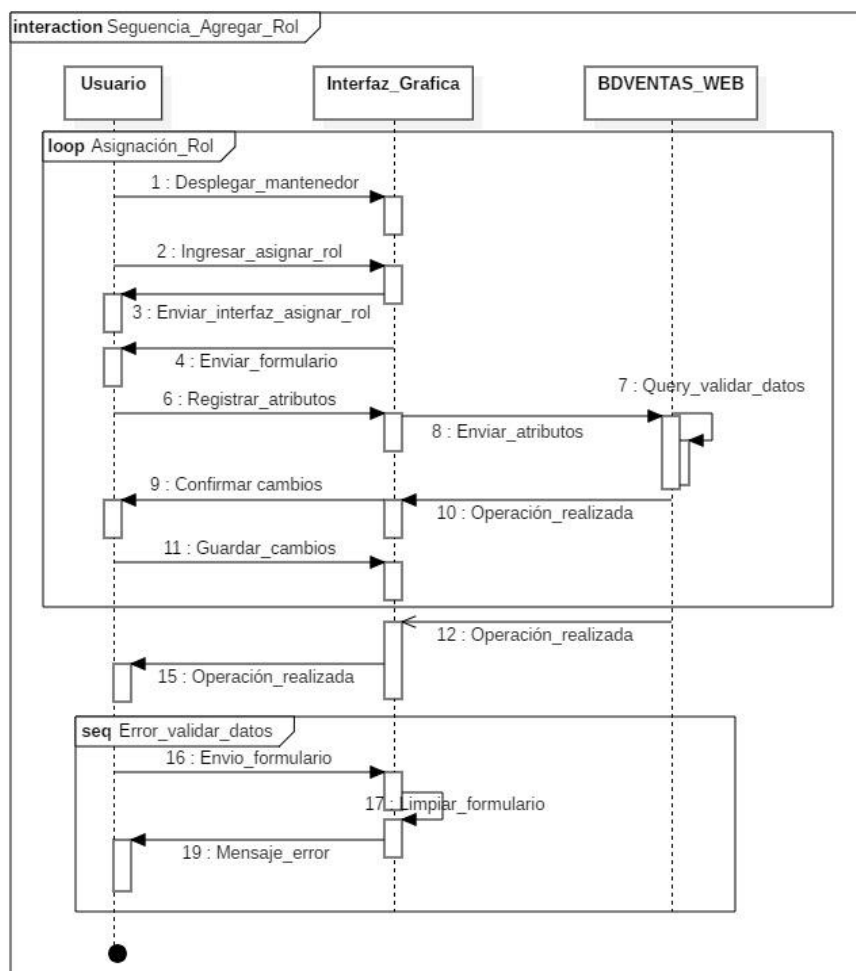 interaction Seguencia_Agregar_Rol
Usuario
Interfaz_Grafica
BDVENTAS_WEB
loop Asignación_Rol
1 : Desplegar_mantenedor
2 : Ingresar_asignar_rol
3 : Enviar_interfaz_asignar_rol
4 : Enviar_formulario
7 : Query_validar_datos
6 : Registrar_atributos
8 : Enviar_atributos
9 : Confirmar cambios
10 : Operación_realizada
11 : Guardar_cambios
12 : Operación_realizada
15 : Operación_realizada
seq Error_validar_datos
16 : Envio_formulario
17 : Limpiar_formulario
19 : Mensaje_error